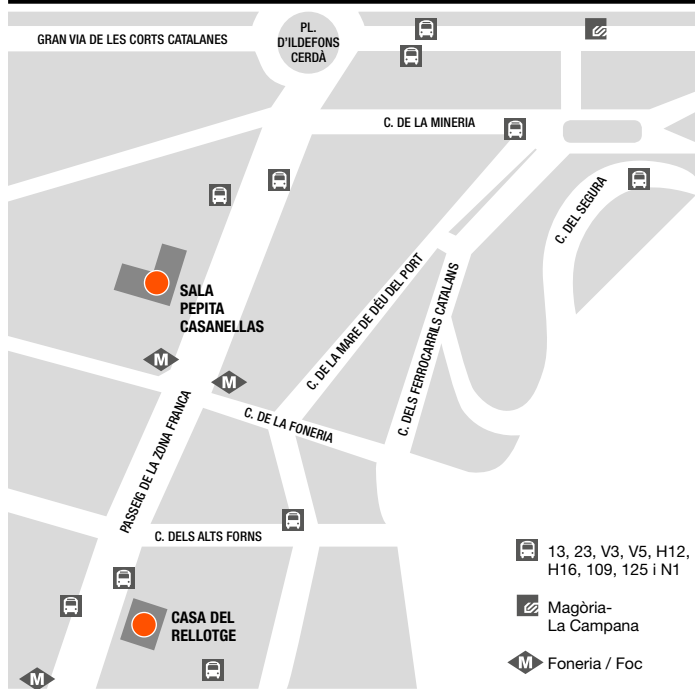 GRAN VIA DE LES CORTS CATALANES
PL.
D'ILDEFONS
CERDÀ
C. DE LA MINERIA
C. DEL SEGURA
SALA
PEPITA
CASANELLAS
C. DE LA MARE DE DÉU DEL PORT
C. DELS FERROCARRILS CATALANS
M
M
C. DE LA FONERIA
PASSEIG DE LA ZONA FRANCA
C. DELS ALTS FORNS
CASA DEL
RELLOTGE
M
13, 23, V3, V5, H12,
H16, 109, 125 i N1
Magòria-
La Campana
M Foneria / Foc